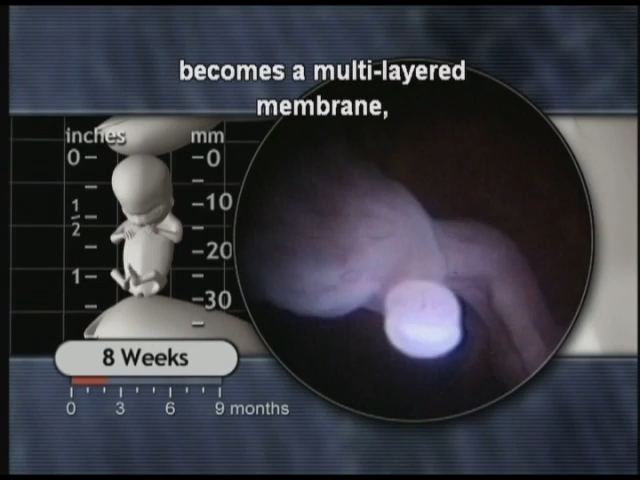 becomes a multi-layered
membrane,
inches mm
0 0
10
1/2
20
1
30
8 Weeks
0 3 6 9 months